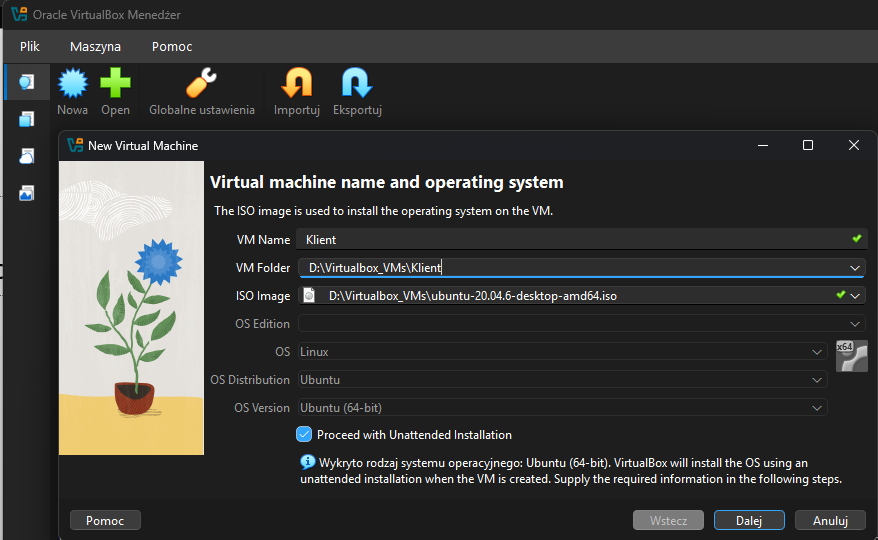 Oracle VirtualBox Menedżer
Plik Maszyna Pomoc
Nowa Open Globalne ustawienia Importuj Eksportuj
New Virtual Machine
Virtual machine name and operating system
The ISO image is used to install the operating system on the VM.
VM Name Klient
VM Folder D:\Virtualbox_VMs\Klient
ISO Image D:\Virtualbox_VMs\ubuntu-20.04.6-desktop-amd64.iso
OS Edition
OS Linux
x64
OS Distribution Ubuntu
OS Version Ubuntu (64-bit)
Proceed with Unattended Installation
Wykryto rodzaj systemu operacyjnego: Ubuntu (64-bit). VirtualBox will install the OS using an
unattended installation when the VM is created. Supply the required information in the following steps.
Pomoc Wstecz Dalej Anuluj